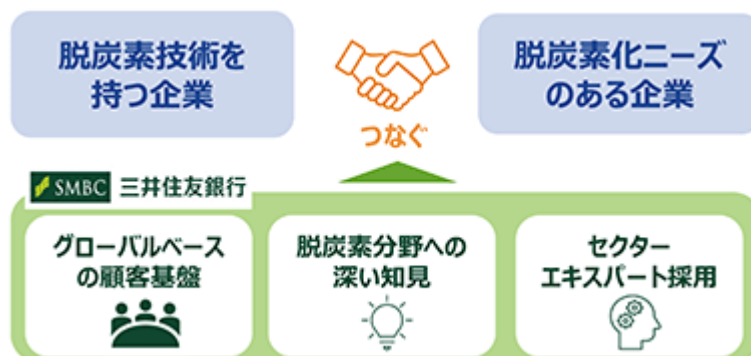 脱炭素技術を
持つ企業
つなぐ
脱炭素化ニーズ
のある企業
SMBC 三井住友銀行
グローバルベース
の顧客基盤
脱炭素分野への
深い知見
セクター
エキスパート採用